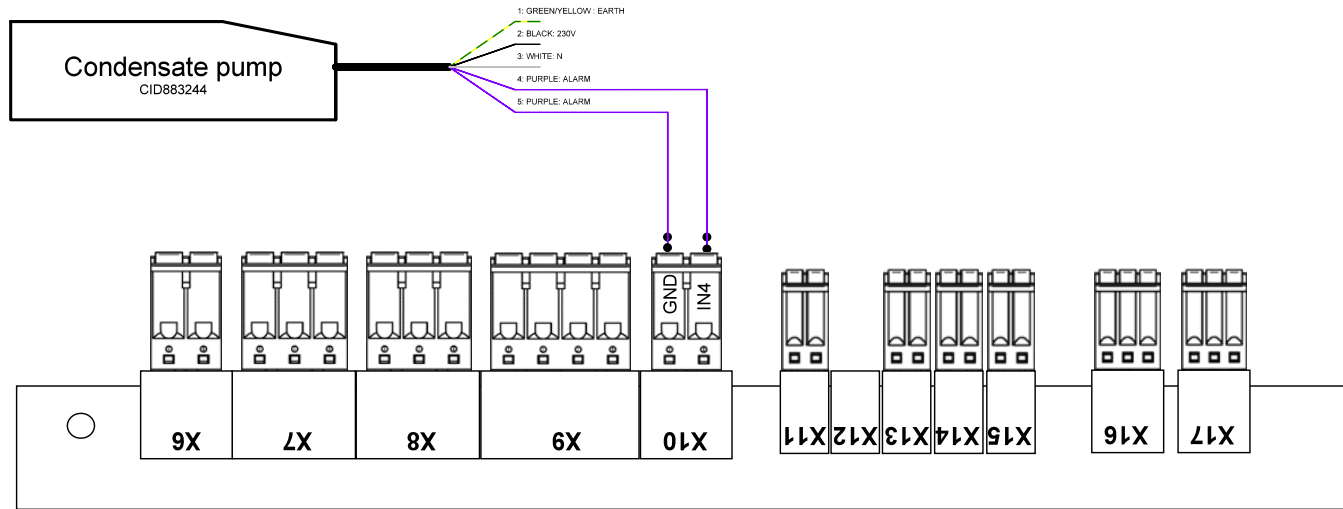 1: GREEN/YELLOW : EARTH
2: BLACK: 230V
3: WHITE: N
4: PURPLE: ALARM
5: PURPLE: ALARM
Condensate pump
CID883244
GND
IN4
X6
X7
X8
X9
X10
X11
X12
X13
X14
X15
X16
X17